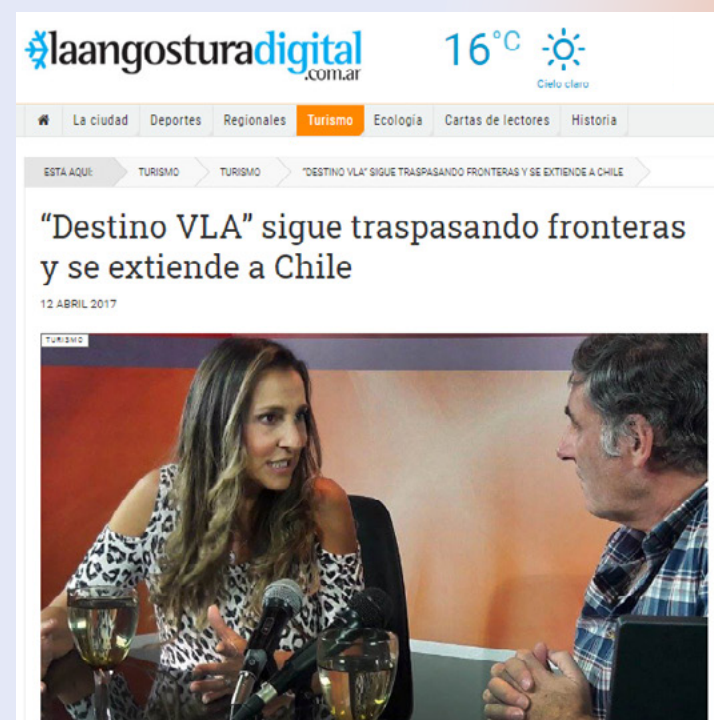 laangosturadigital
.com.ar
16°C
Cielo claro
La ciudad Deportes Regionales Turismo Ecología Cartas de lectores Historia
ESTA AQUI: TURISMO TURISMO "DESTINO VLA" SIGUE TRASPASANDO FRONTERAS Y SE EXTIENDE A CHILE
“Destino VLA” sigue traspasando fronteras
y se extiende a Chile
12 ABRIL 2017
TURISMO